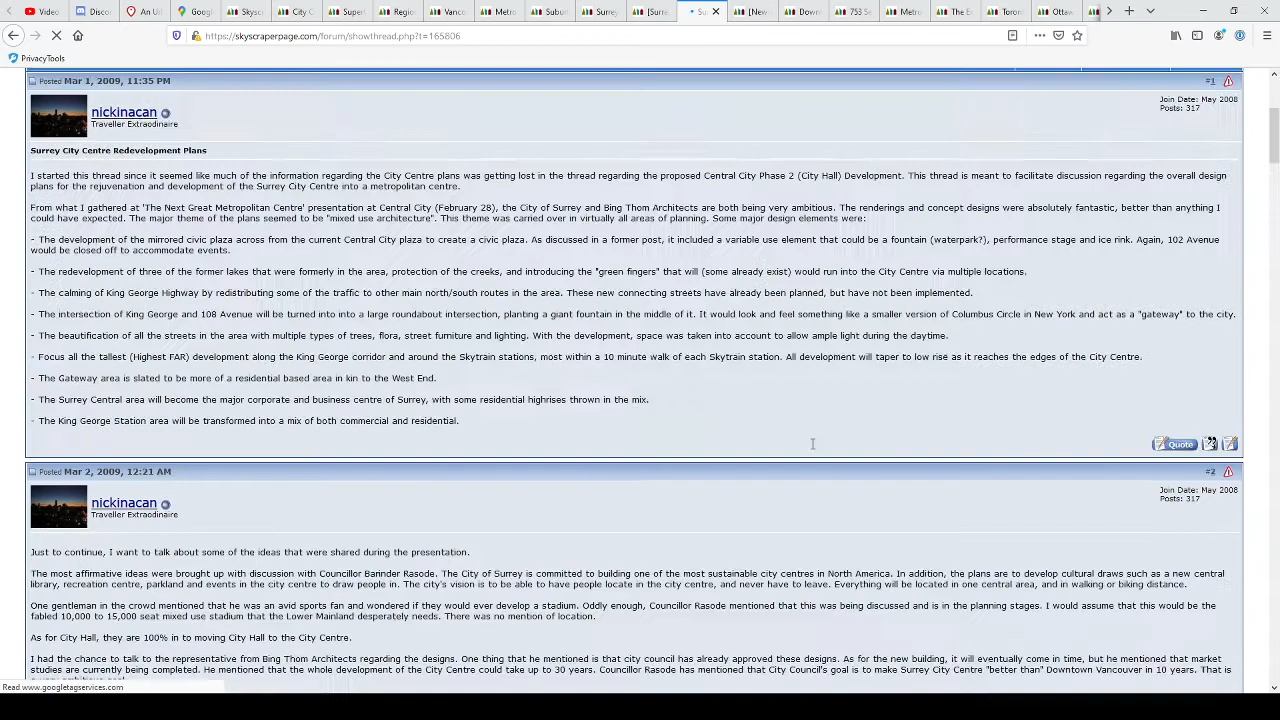 Video
Disco
An U
Googl
Skysc
City C
Super
Region
Vanco
Metro
Subur
Surrey
[Surre
Su
[New
Down
753 Se
Metro
The E
Toron
Ottaw
https://skyscraperpage.com/forum/showthread.php?t=165806
PrivacyTools
Posted Mar 1, 2009, 11:35 PM
#1
nickinacan
Traveller Extraodinaire
Join Date: May 2008
Posts: 317
Surrey City Centre Redevelopment Plans
I started this thread since it seemed like much of the information regarding the City Centre plans was getting lost in the thread regarding the proposed Central City Phase 2 (City Hall) Development. This thread is meant to facilitate discussion regarding the overall design
plans for the rejuvenation and development of the Surrey City Centre into a metropolitan centre.
From what I gathered at 'The Next Great Metropolitan Centre' presentation at Central City (February 28), the City of Surrey and Bing Thom Architects are both being very ambitious. The renderings and concept designs were absolutely fantastic, better than anything I
could have expected. The major theme of the plans seemed to be "mixed use architecture". This theme was carried over in virtually all areas of planning. Some major design elements were:
- The development of the mirrored civic plaza across from the current Central City plaza to create a civic plaza. As discussed in a former post, it included a variable use element that could be a fountain (waterpark?), performance stage and ice rink. Again, 102 Avenue
would be closed off to accommodate events.
- The redevelopment of three of the former lakes that were formerly in the area, protection of the creeks, and introducing the "green fingers" that will (some already exist) would run into the City Centre via multiple locations.
- The calming of King George Highway by redistributing some of the traffic to other main north/south routes in the area. These new connecting streets have already been planned, but have not been implemented.
- The intersection of King George and 108 Avenue will be turned into into a large roundabout intersection, planting a giant fountain in the middle of it. It would look and feel something like a smaller version of Columbus Circle in New York and act as a "gateway" to the city.
- The beautification of all the streets in the area with multiple types of trees, flora, street furniture and lighting. With the development, space was taken into account to allow ample light during the daytime.
- Focus all the tallest (Highest FAR) development along the King George corridor and around the Skytrain stations, most within a 10 minute walk of each Skytrain station. All development will taper to low rise as it reaches the edges of the City Centre.
- The Gateway area is slated to be more of a residential based area in kin to the West End.
- The Surrey Central area will become the major corporate and business centre of Surrey, with some residential highrises thrown in the mix.
- The King George Station area will be transformed into a mix of both commercial and residential.
Quote
Posted Mar 2, 2009, 12:21 AM
#2
nickinacan
Traveller Extraodinaire
Join Date: May 2008
Posts: 317
Just to continue, I want to talk about some of the ideas that were shared during the presentation.
The most affirmative ideas were brought up with discussion with Councillor Barinder Rasode. The City of Surrey is committed to building one of the most sustainable city centres in North America. In addition, the plans are to develop cultural draws such as a new central
library, recreation centre, parkland and events in the city centre to draw people in. The city's vision is to be able to have people locate in the city centre, and never have to leave. Everything will be located in one central area, and in walking or biking distance.
One gentleman in the crowd mentioned that he was an avid sports fan and wondered if they would ever develop a stadium. Oddly enough, Councillor Rasode mentioned that this was being discussed and is in the planning stages. I would assume that this would be the
fabled 10,000 to 15,000 seat mixed use stadium that the Lower Mainland desperately needs. There was no mention of location.
As for City Hall, they are 100% in to moving City Hall to the City Centre.
I had the chance to talk to the representative from Bing Thom Architects regarding the designs. One thing that he mentioned is that city council has already approved these designs. As for the new building, it will eventually come in time, but he mentioned that market
studies are currently being completed. He mentioned that the whole development of the City Centre could take up to 30 years. Councillor Rasode has mentioned that City Council's goal is to make Surrey City Centre "better than" Downtown Vancouver in 10 years. That is
Read www.googletagservices.com